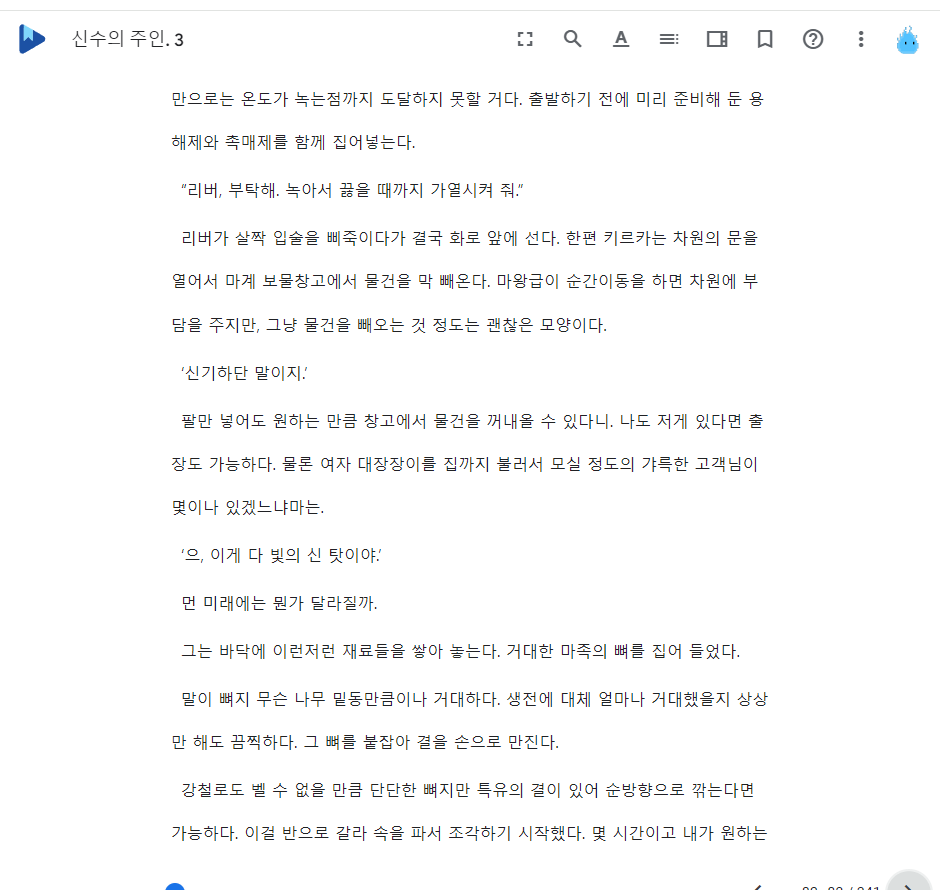 신수의 주인. 3
만으로는 온도가 녹는점까지 도달하지 못할 거다. 출발하기 전에 미리 준비해 둔 용
해제와 촉매제를 함께 집어넣는다.
“리버, 부탁해. 녹아서 끓을 때까지 가열시켜 줘.”
리버가 살짝 입술을 삐죽이다가 결국 화로 앞에 선다. 한편 키르카는 차원의 문을
열어서 마계 보물창고에서 물건을 막 빼온다. 마왕급이 순간이동을 하면 차원에 부
담을 주지만, 그냥 물건을 빼오는 것 정도는 괜찮은 모양이다.
‘신기하단 말이지.’
팔만 넣어도 원하는 만큼 창고에서 물건을 꺼내올 수 있다니. 나도 저게 있다면 출
장도 가능하다. 물론 여자 대장장이를 집까지 불러서 모실 정도의 갸륵한 고객님이
몇이나 있겠느냐마는.
‘으, 이게 다 빛의 신 탓이야.’
먼 미래에는 뭔가 달라질까.
그는 바닥에 이런저런 재료들을 쌓아 놓는다. 거대한 마족의 뼈를 집어 들었다.
말이 뼈지 무슨 나무 밑동만큼이나 거대하다. 생전에 대체 얼마나 거대했을지 상상
만 해도 끔찍하다. 그 뼈를 붙잡아 결을 손으로 만진다.
강철로도 벨 수 없을 만큼 단단한 뼈지만 특유의 결이 있어 순방향으로 깎는다면
가능하다. 이걸 반으로 갈라 속을 파서 조각하기 시작했다. 몇 시간이고 내가 원하는